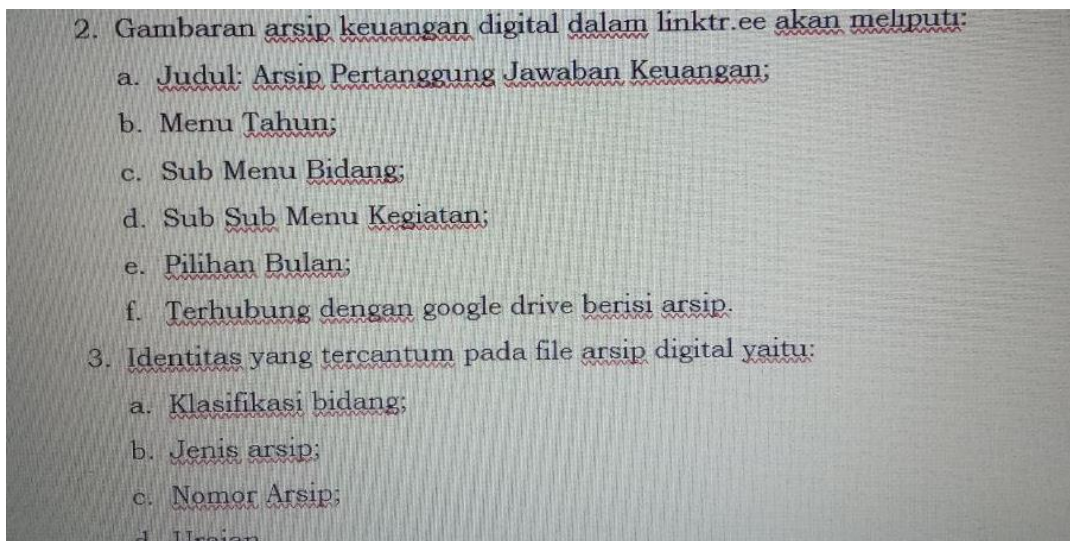 2. Gambaran arsip keuangan digital dalam linktr.ee akan meliputi:
a. Judul: Arsip Pertanggung Jawaban Keuangan;
b. Menu Tahun;
c. Sub Menu Bidang;
d. Sub Sub Menu Kegiatan;
e. Pilihan Bulan;
f. Terhubung dengan google drive berisi arsip.
3. Identitas yang tercantum pada file arsip digital yaitu:
a. Klasifikasi bidang;
b. Jenis arsip;
c. Nomor Arsip;
d. Uraian